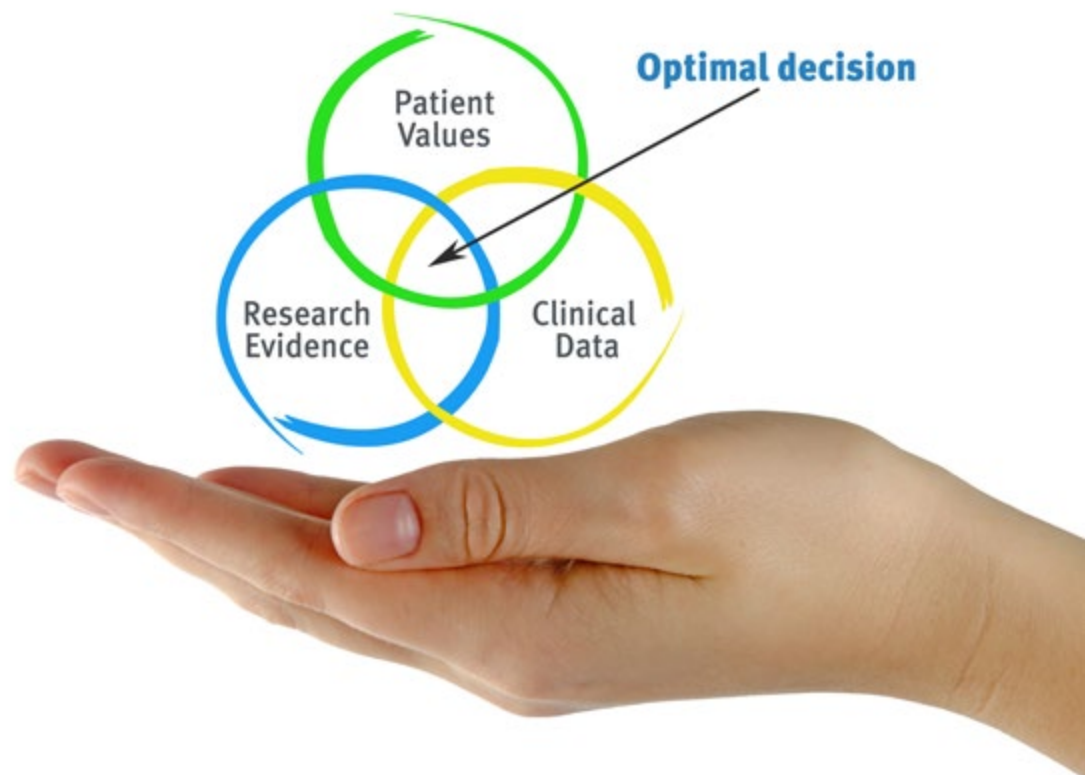 Optimal decision
Patient
Values
Research
Evidence
Clinical
Data